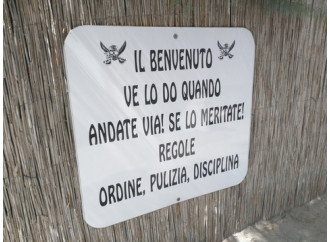 IL BENVENUTO
VE LO DO QUANDO
ANDATE VIA! SE LO MERITATE!
REGOLE
ORDINE, PULIZIA, DISCIPLINA